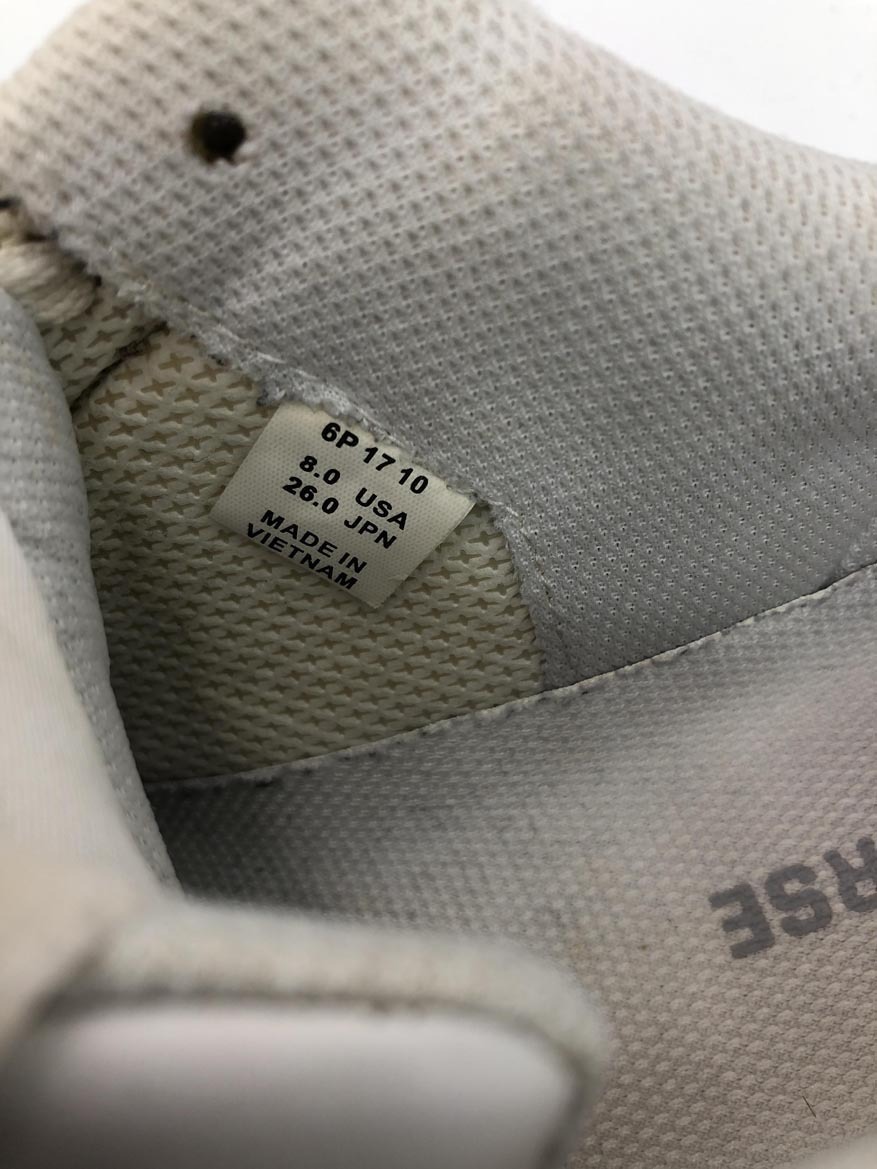 6P 17 10
8.0 USA
26.0 JPN
MADE IN
VIETNAM
RSE